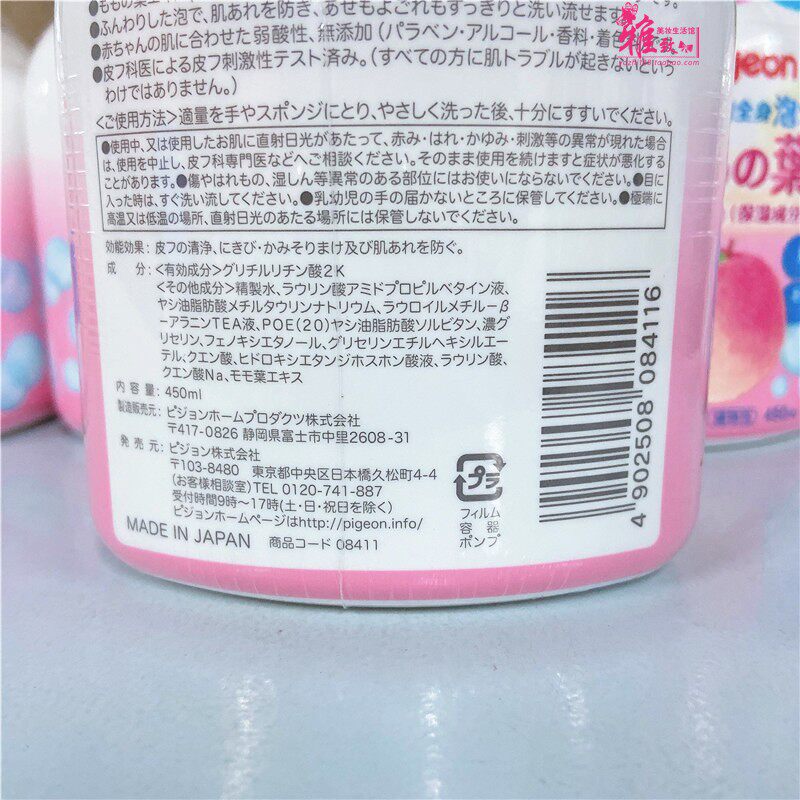 ●ふんわりした泡で、肌あれを防ぎ、あせもよごれもすっきりと洗い流せます
●赤ちゃんの肌に合わせた弱酸性、無添加(パラベン・アルコール・香料・着色
●皮フ科医による皮フ刺激性テスト済み。(すべての方に肌トラブルが起きないという
わけではありません。)
<ご使用方法>適量を手やスポンジにとり、やさしく洗った後、十分にすすいでください。
●使用中、又は使用したお肌に直射日光があたって、赤み・はれ・かゆみ・刺激等の異常が現れた場合
は、使用を中止し、皮フ科専門医などへご相談ください。そのまま使用を続けますと症状が悪化する
ことがあります。●傷やはれもの、湿しん等異常のある部位にはお使いにならないでください。●目に
入った時は、すぐ洗い流してください。●乳幼児の手の届かないところに保管してください。●極端に
高温又は低温の場所、直射日光のあたる場所には保管しないでください。
効能効果: 皮フの清浄、にきび・かみそりまけ及び肌あれを防ぐ。
成 分: <有効成分>グリチルリチン酸2K
<その他成分>精製水、ラウリン酸アミドプロピルベタイン液、
ヤシ油脂肪酸メチルタウリンナトリウム、ラウロイルメチル-β
-アラニンTEA液、POE(20)ヤシ油脂肪酸ソルビタン、濃グ
リセリン、フェノキシエタノール、グリセリンエチルヘキシルエー
テル、クエン酸、ヒドロキシエタンジホスホン酸液、ラウリン酸、
クエン酸Na、モモ葉エキス
内 容 量: 450ml
製造販売元: ピジョンホームプロダクツ株式会社
〒417-0826 静岡県富士市中里2608-31
発 売 元: ピジョン株式会社
〒103-8480 東京都中央区日本橋久松町4-4
(お客様相談室)TEL 0120-741-887
受付時間9時〜17時(土・日・祝日を除く)
ピジョンホームページはhttp://pigeon.info/
MADE IN JAPAN 商品コード 08411
プラ
フィルム
容器
ポンプ
4 902508 084116
美妆生活馆
geon
全身泡
の葉
(保湿成分